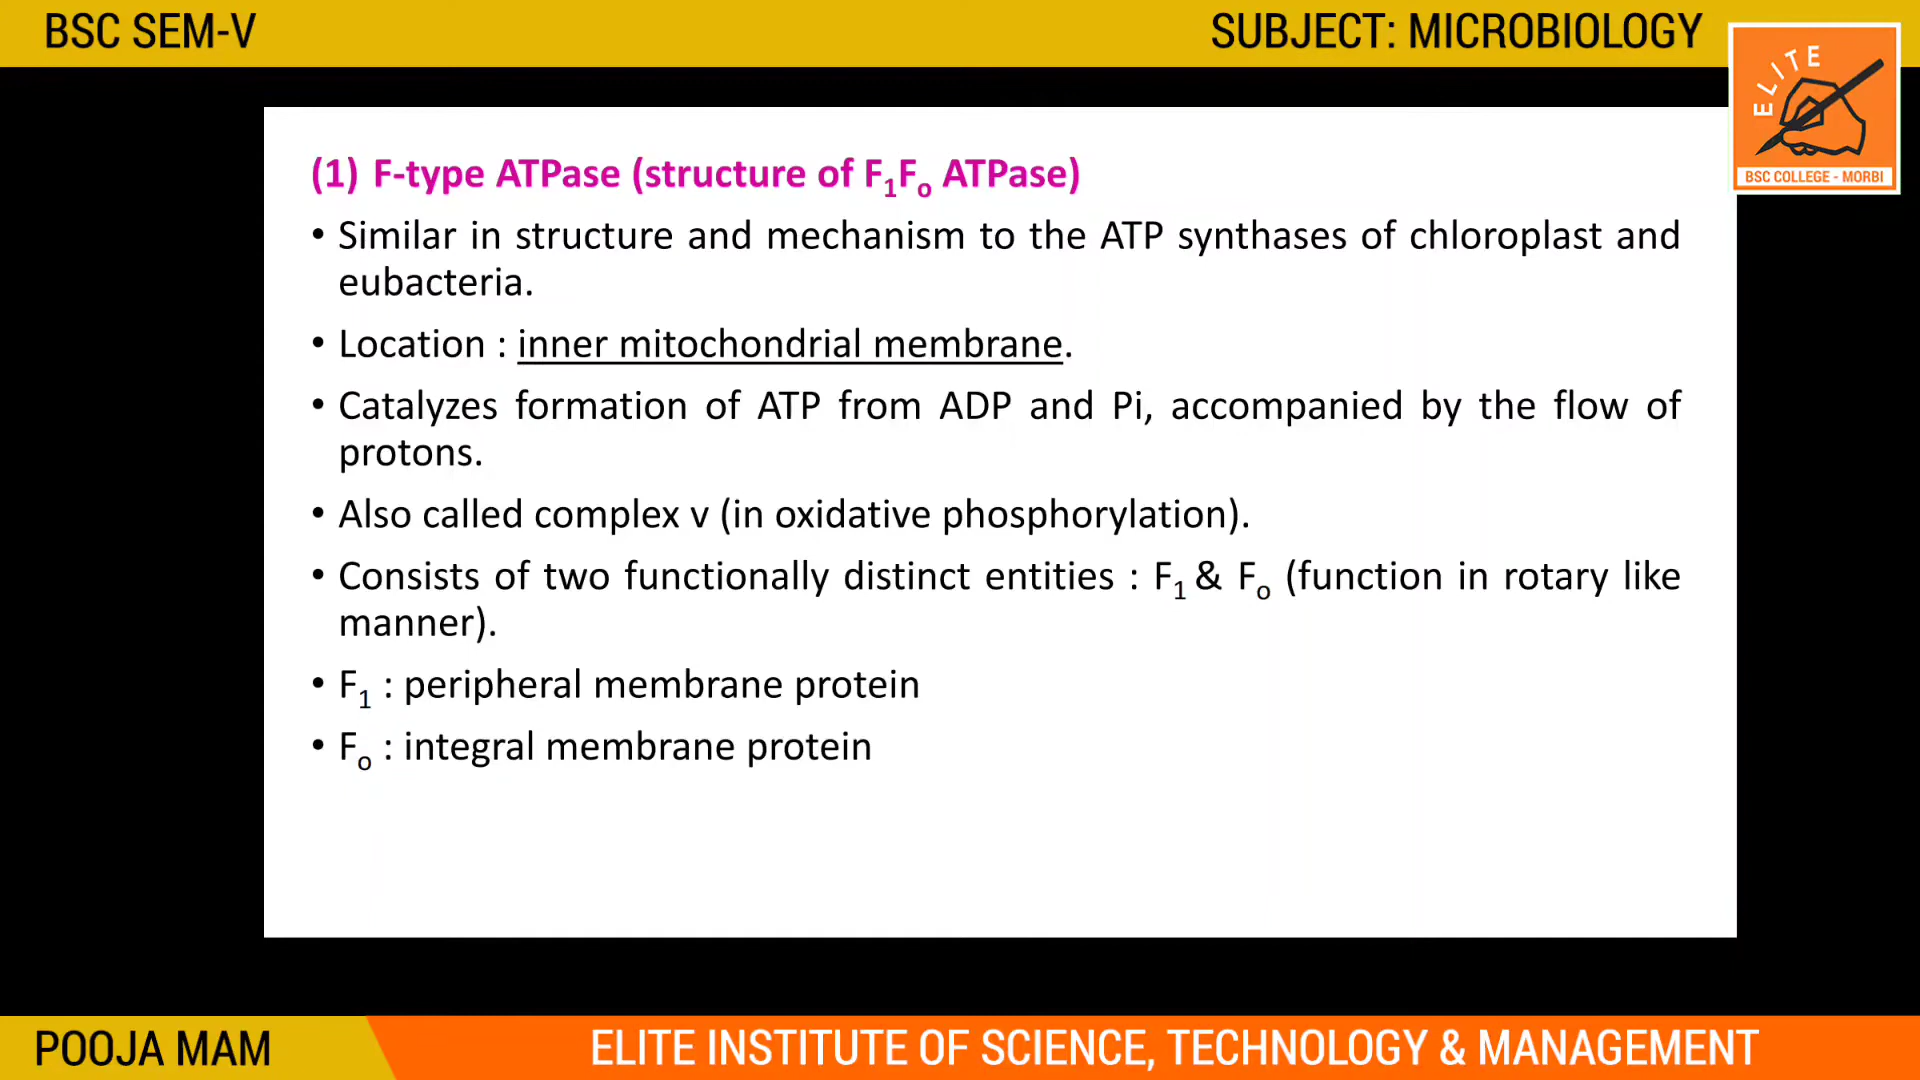 BSC SEM-V
SUBJECT: MICROBIOLOGY
ELITE
BSC COLLEGE - MORBI
(1) F-type ATPase (structure of F₁Fₒ ATPase)
• Similar in structure and mechanism to the ATP synthases of chloroplast and
eubacteria.
• Location : inner mitochondrial membrane.
• Catalyzes formation of ATP from ADP and Pi, accompanied by the flow of
protons.
• Also called complex v (in oxidative phosphorylation).
• Consists of two functionally distinct entities : F₁ & Fₒ (function in rotary like
manner).
• F₁ : peripheral membrane protein
• Fₒ : integral membrane protein
POOJA MAM
ELITE INSTITUTE OF SCIENCE, TECHNOLOGY & MANAGEMENT